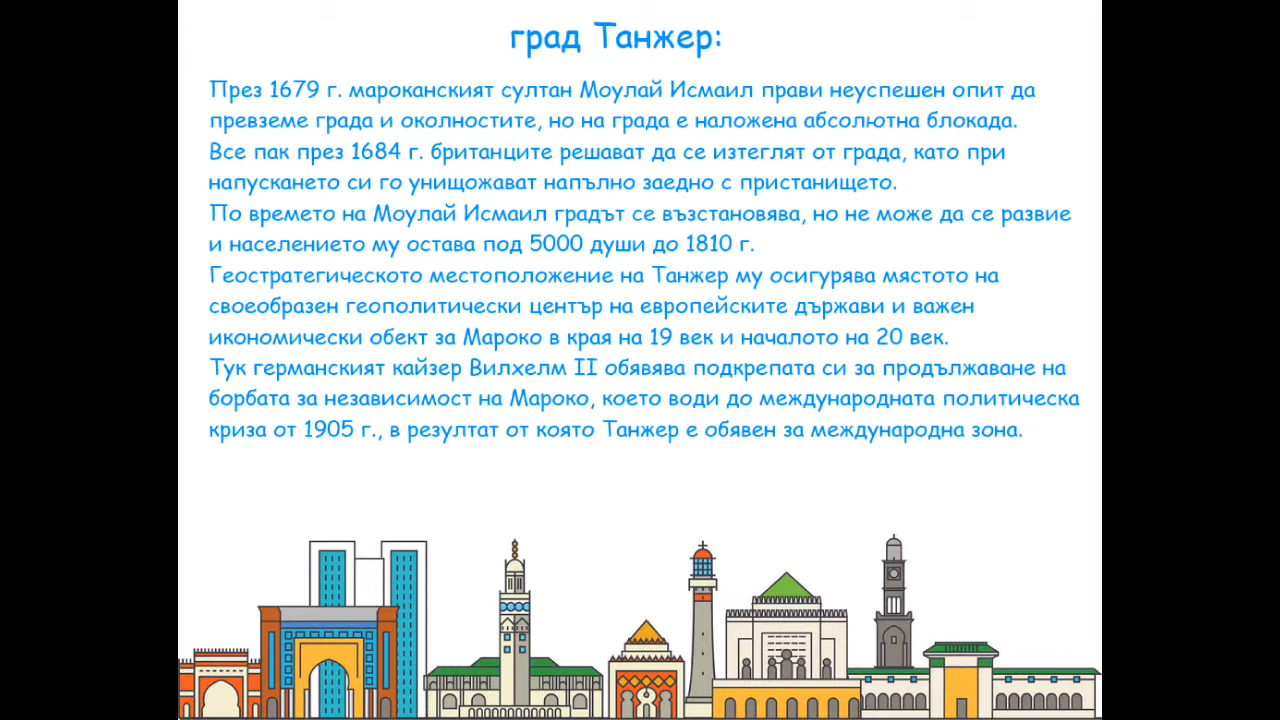 град Танжер:
През 1679 г. мароканският султан Моулай Исмаил прави неуспешен опит да
превземе града и околностите, но на града е наложена абсолютна блокада.
Все пак през 1684 г. британците решават да се изтеглят от града, като при
напускането си го унищожават напълно заедно с пристанището.
По времето на Моулай Исмаил градът се възстановява, но не може да се развие
и населението му остава под 5000 души до 1810 г.
Геостратегическото местоположение на Танжер му осигурява мястото на
своеобразен геополитически център на европейските държави и важен
икономически обект за Мароко в края на 19 век и началото на 20 век.
Тук германският кайзер Вилхелм II обявява подкрепата си за продължаване на
борбата за независимост на Мароко, което води до международната политическа
криза от 1905 г., в резултат от която Танжер е обявен за международна зона.